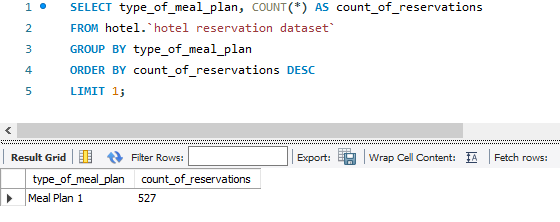 1 SELECT type_of_meal_plan, COUNT(*) AS count_of_reservations
2 FROM hotel.`hotel reservation dataset`
3 GROUP BY type_of_meal_plan
4 ORDER BY count_of_reservations DESC
5 LIMIT 1;
Result Grid Filter Rows: Export: Wrap Cell Content: Fetch rows:
type_of_meal_plan count_of_reservations
Meal Plan 1 527